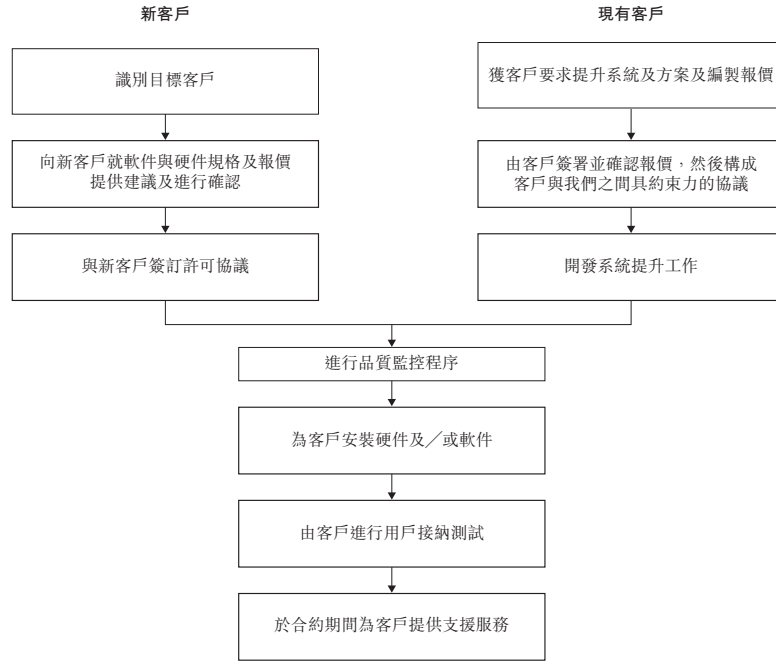 新客戶
識別目標客戶
向新客戶就軟件與硬件規格及報價
提供建議及進行確認
與新客戶簽訂許可協議
現有客戶
獲客戶要求提升系統及方案及編製報價
由客戶簽署並確認報價，然後構成
客戶與我們之間具約束力的協議
開發系統提升工作
進行品質監控程序
為客戶安裝硬件及╱或軟件
由客戶進行用戶接納測試
於合約期間為客戶提供支援服務